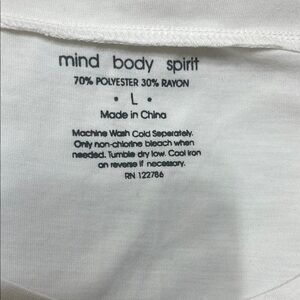 mind body spirit
70% POLYESTER 30% RAYON
• L •
Made in China
Machine Wash Cold Seperately.
Only non-chlorine bleach when
needed. Tumble dry low. Cool iron
on reverse if necessary.
RN 122786